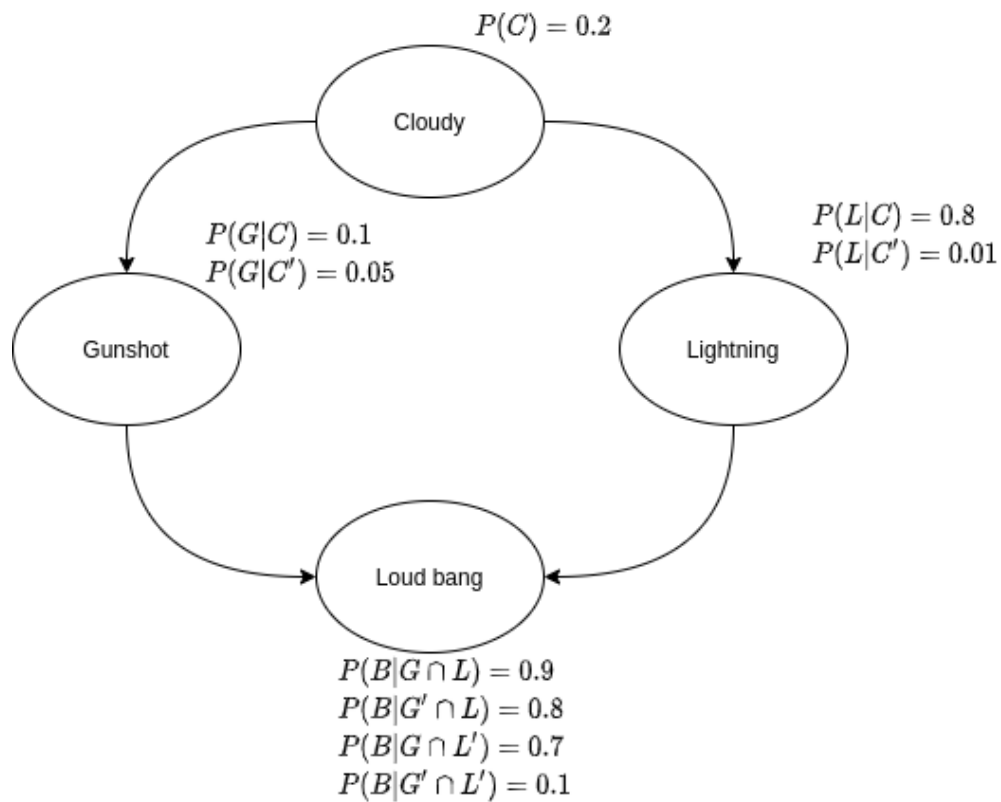 P(C) = 0.2
Cloudy
P(G|C) = 0.1
P(G|C′) = 0.05
P(L|C) = 0.8
P(L|C′) = 0.01
Gunshot
Lightning
Loud bang
P(B|G ∩ L) = 0.9
P(B|G′ ∩ L) = 0.8
P(B|G ∩ L′) = 0.7
P(B|G′ ∩ L′) = 0.1